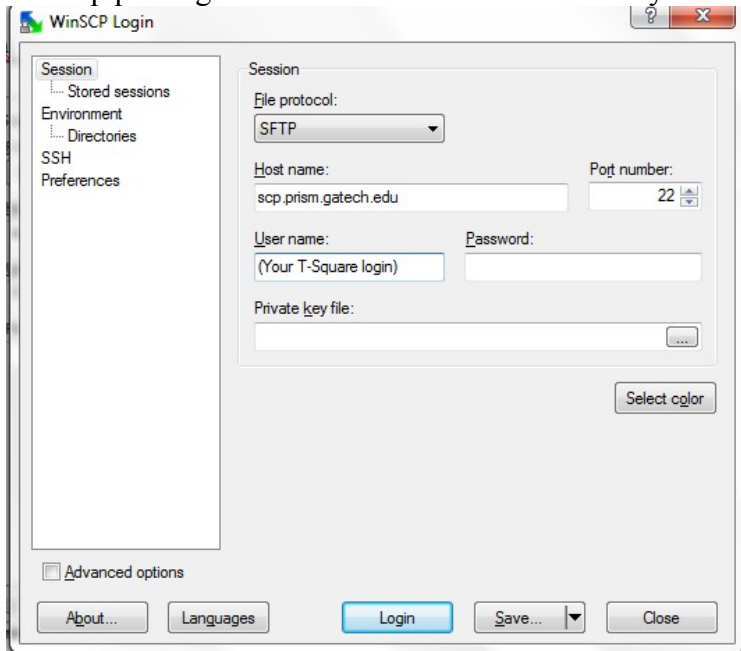 WinSCP Login
Session
Stored sessions
Environment
Directories
SSH
Preferences
Session
File protocol:
SFTP
Host name:
Port number:
scp.prism.gatech.edu
22
User name:
Password:
(Your T-Square login)
Private key file:
...
Select color
Advanced options
About...
Languages
Login
Save...
Close